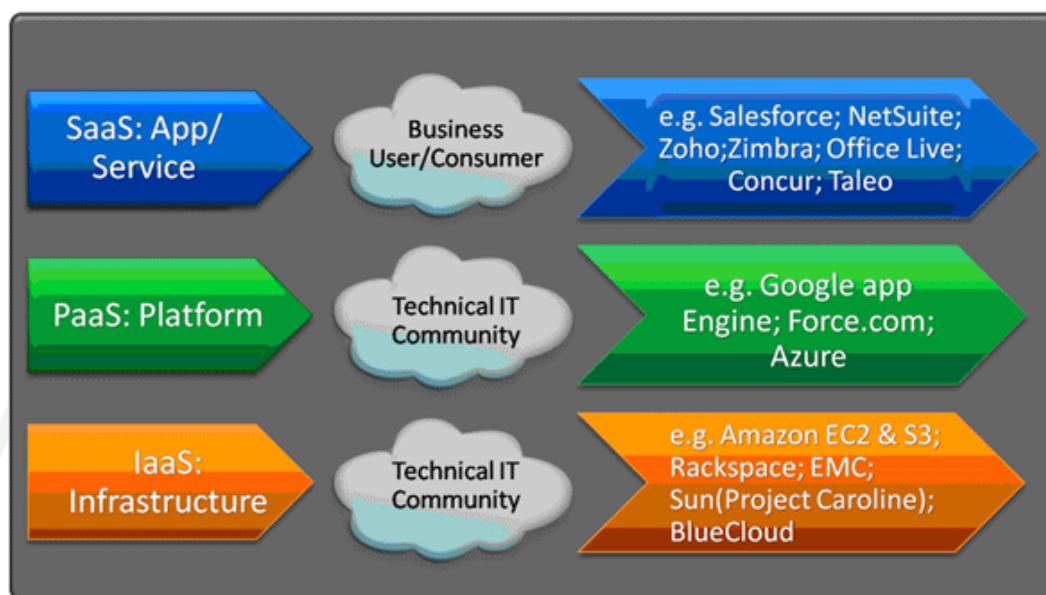 SaaS: App/
Service
Business
User/Consumer
e.g. Salesforce; NetSuite;
Zoho;Zimbra; Office Live;
Concur; Taleo
PaaS: Platform
Technical IT
Community
e.g. Google app
Engine; Force.com;
Azure
IaaS:
Infrastructure
Technical IT
Community
e.g. Amazon EC2 & S3;
Rackspace; EMC;
Sun(Project Caroline);
BlueCloud